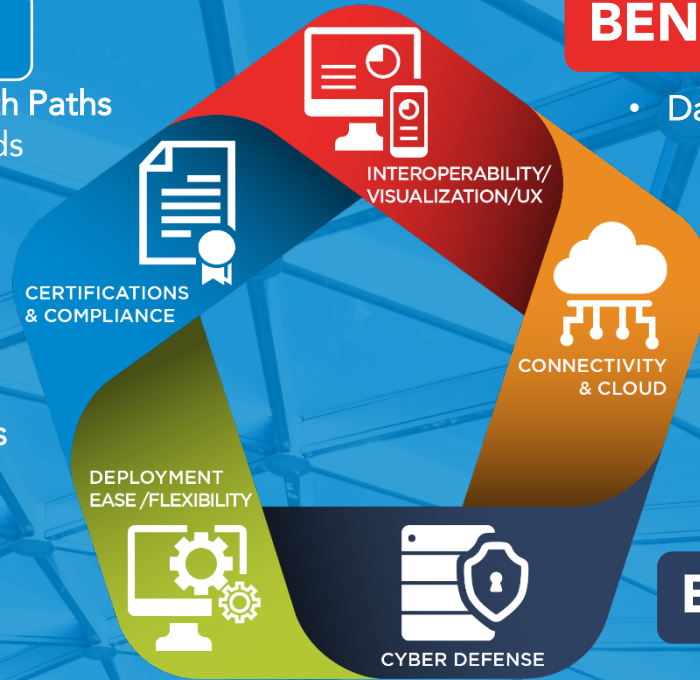 BEN
h Paths
ds
• Da
INTEROPERABILITY/
VISUALIZATION/UX
CERTIFICATIONS
& COMPLIANCE
CONNECTIVITY
& CLOUD
s
DEPLOYMENT
EASE /FLEXIBILITY
CYBER DEFENSE